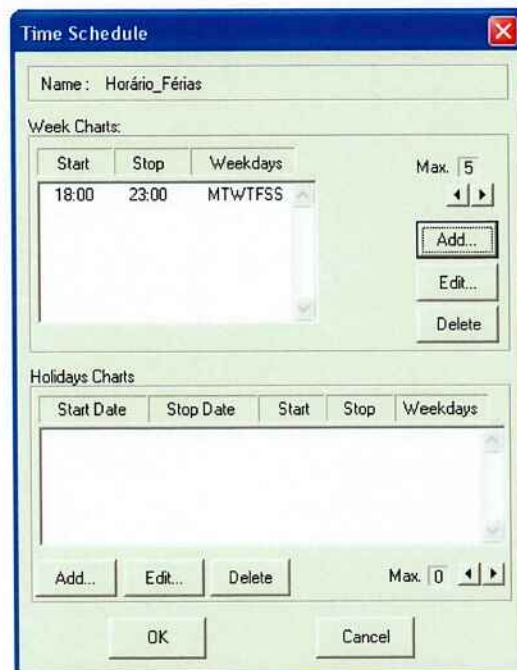 Time Schedule
Name : Horário_Férias
Week Charts:
Start Stop Weekdays
Max. 5
18:00 23:00 MTWTFSS
Add...
Edit...
Delete
Holidays Charts
Start Date Stop Date Start Stop Weekdays
Add... Edit... Delete Max. 0
OK Cancel